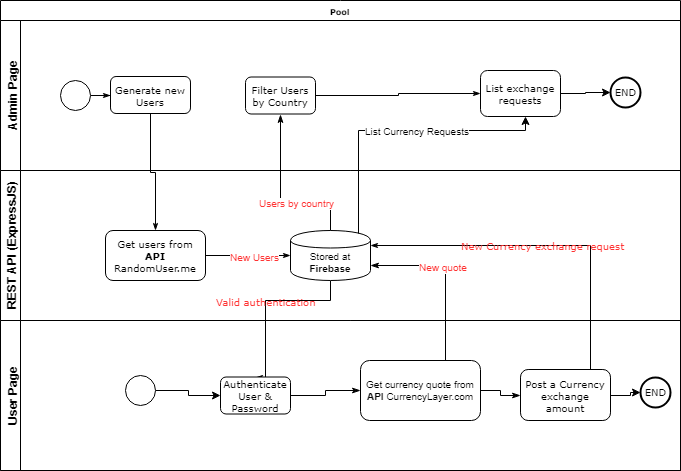 Pool
Admin Page
Generate new
Users
Filter Users
by Country
List exchange
requests
END
List Currency Requests
REST API (ExpressJS)
Users by country
Get users from
API
RandomUser.me
New Users
Stored at
Firebase
New Currency exchange request
New quote
Valid authentication
User Page
Authenticate
User &
Password
Get currency quote from
API CurrencyLayer.com
Post a Currency
exchange
amount
END